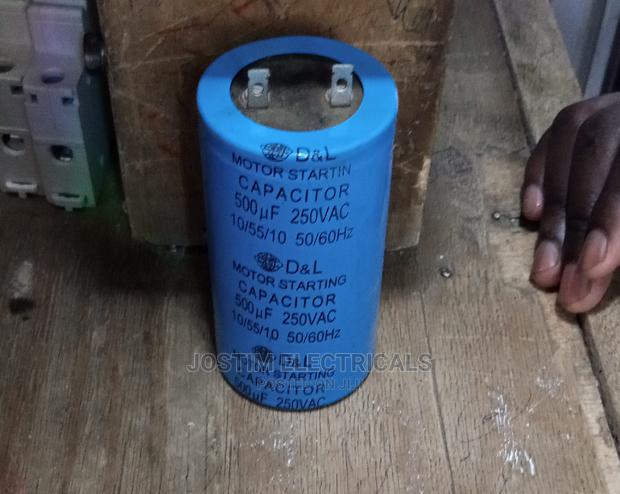 D&L
MOTOR STARTIN
CAPACITOR
500µF 250VAC
10/55/10 50/60Hz
D&L
MOTOR STARTING
CAPACITOR
500µF 250VAC
10/55/10 50/60Hz
D&L
STARTING
CAPACITOR
500µF 250VAC
JOSTIM ELECTRICALS